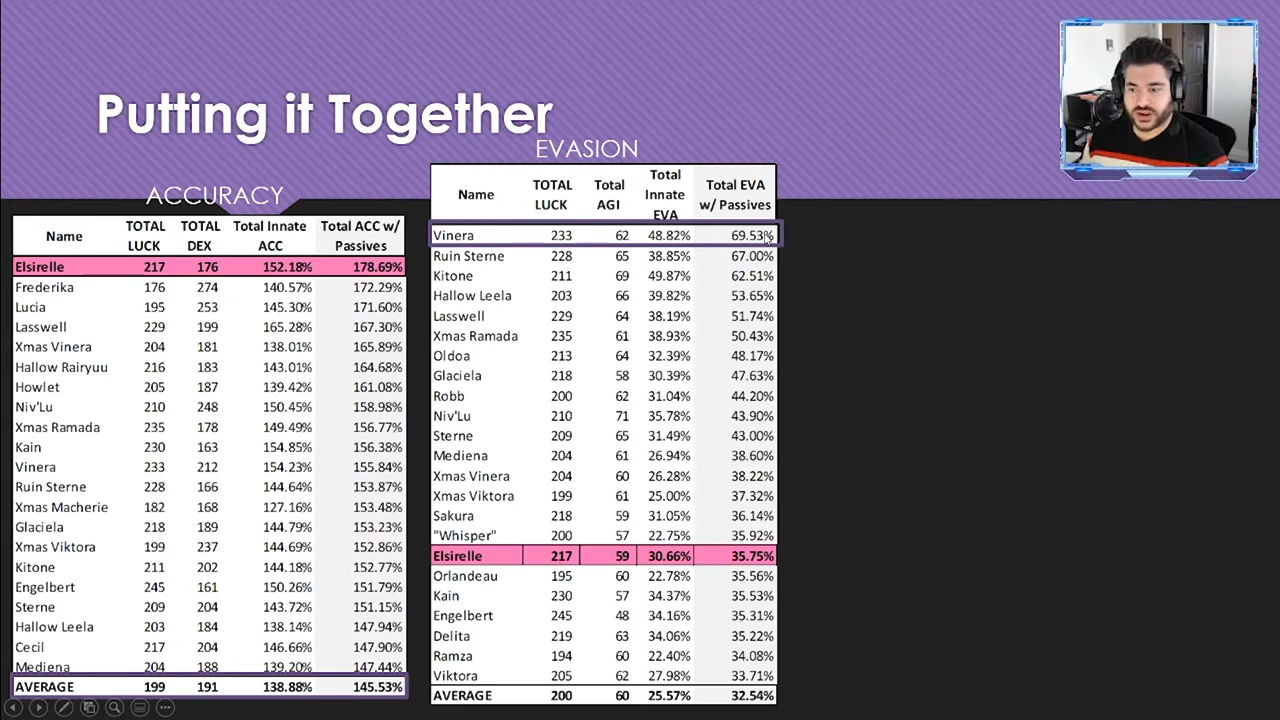 Putting it Together
ACCURACY
Name TOTAL LUCK TOTAL DEX Total Innate ACC Total ACC w/ Passives
Elsirelle 217 176 152.18% 178.69%
Frederika 176 274 140.57% 172.29%
Lucia 195 253 145.30% 171.60%
Lasswell 229 199 165.28% 167.30%
Xmas Vinera 204 181 138.01% 165.89%
Hallow Rairyuu 216 183 143.01% 164.68%
Howlet 205 187 139.42% 161.08%
Niv'Lu 210 248 150.45% 158.98%
Xmas Ramada 235 178 149.49% 156.77%
Kain 230 163 154.85% 156.38%
Vinera 233 212 154.23% 155.84%
Ruin Sterne 228 166 144.64% 153.87%
Xmas Macherie 182 168 127.16% 153.48%
Glaciela 218 189 144.79% 153.23%
Xmas Viktora 199 237 144.69% 152.86%
Kitone 211 202 144.18% 152.77%
Engelbert 245 161 150.26% 151.79%
Sterne 209 204 143.72% 151.15%
Hallow Leela 203 184 138.14% 147.94%
Cecil 217 204 146.66% 147.90%
Mediena 204 188 139.20% 147.44%
AVERAGE 199 191 138.88% 145.53%
EVASION
Name TOTAL LUCK Total AGI Total Innate EVA Total EVA w/ Passives
Vinera 233 62 48.82% 69.53%
Ruin Sterne 228 65 38.85% 67.00%
Kitone 211 69 49.87% 62.51%
Hallow Leela 203 66 39.82% 53.65%
Lasswell 229 64 38.19% 51.74%
Xmas Ramada 235 61 38.93% 50.43%
Oldoa 213 64 32.39% 48.17%
Glaciela 218 58 30.39% 47.63%
Robb 200 62 31.04% 44.20%
Niv'Lu 210 71 35.78% 43.90%
Sterne 209 65 31.49% 43.00%
Mediena 204 61 26.94% 38.60%
Xmas Vinera 204 60 26.28% 38.22%
Xmas Viktora 199 61 25.00% 37.32%
Sakura 218 59 31.05% 36.14%
"Whisper" 200 57 22.75% 35.92%
Elsirelle 217 59 30.66% 35.75%
Orlandeau 195 60 22.78% 35.56%
Kain 230 57 34.37% 35.53%
Engelbert 245 48 34.16% 35.31%
Delita 219 63 34.06% 35.22%
Ramza 194 60 22.40% 34.08%
Viktora 205 62 27.98% 33.71%
AVERAGE 200 60 25.57% 32.54%